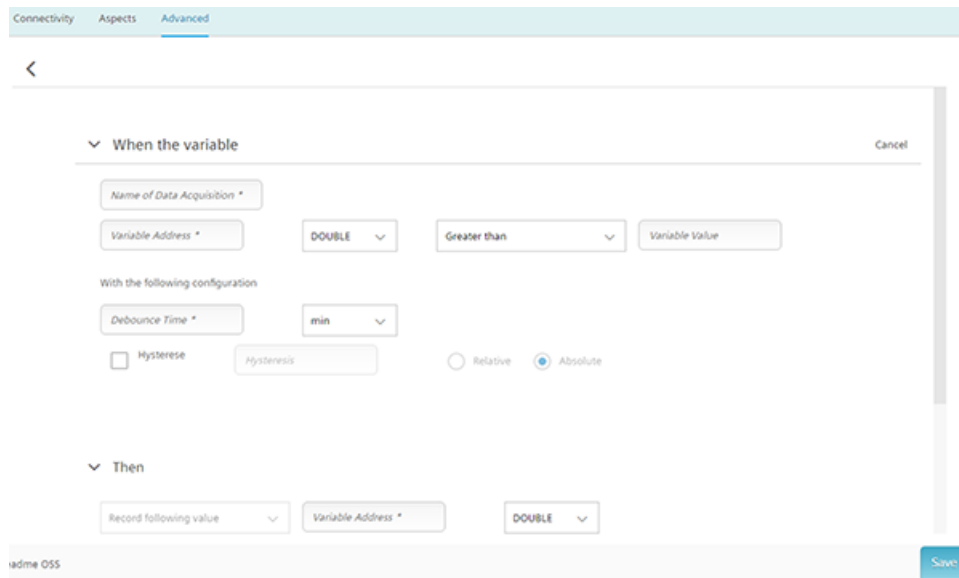 Connectivity Aspects Advanced
When the variable Cancel
Name of Data Acquisition *
Variable Address * DOUBLE Greater than Variable Value
With the following configuration
Debounce Time * min
Hysterese Hysteresis Relative Absolute
Then
Record following value Variable Address * DOUBLE
adme OSS Save